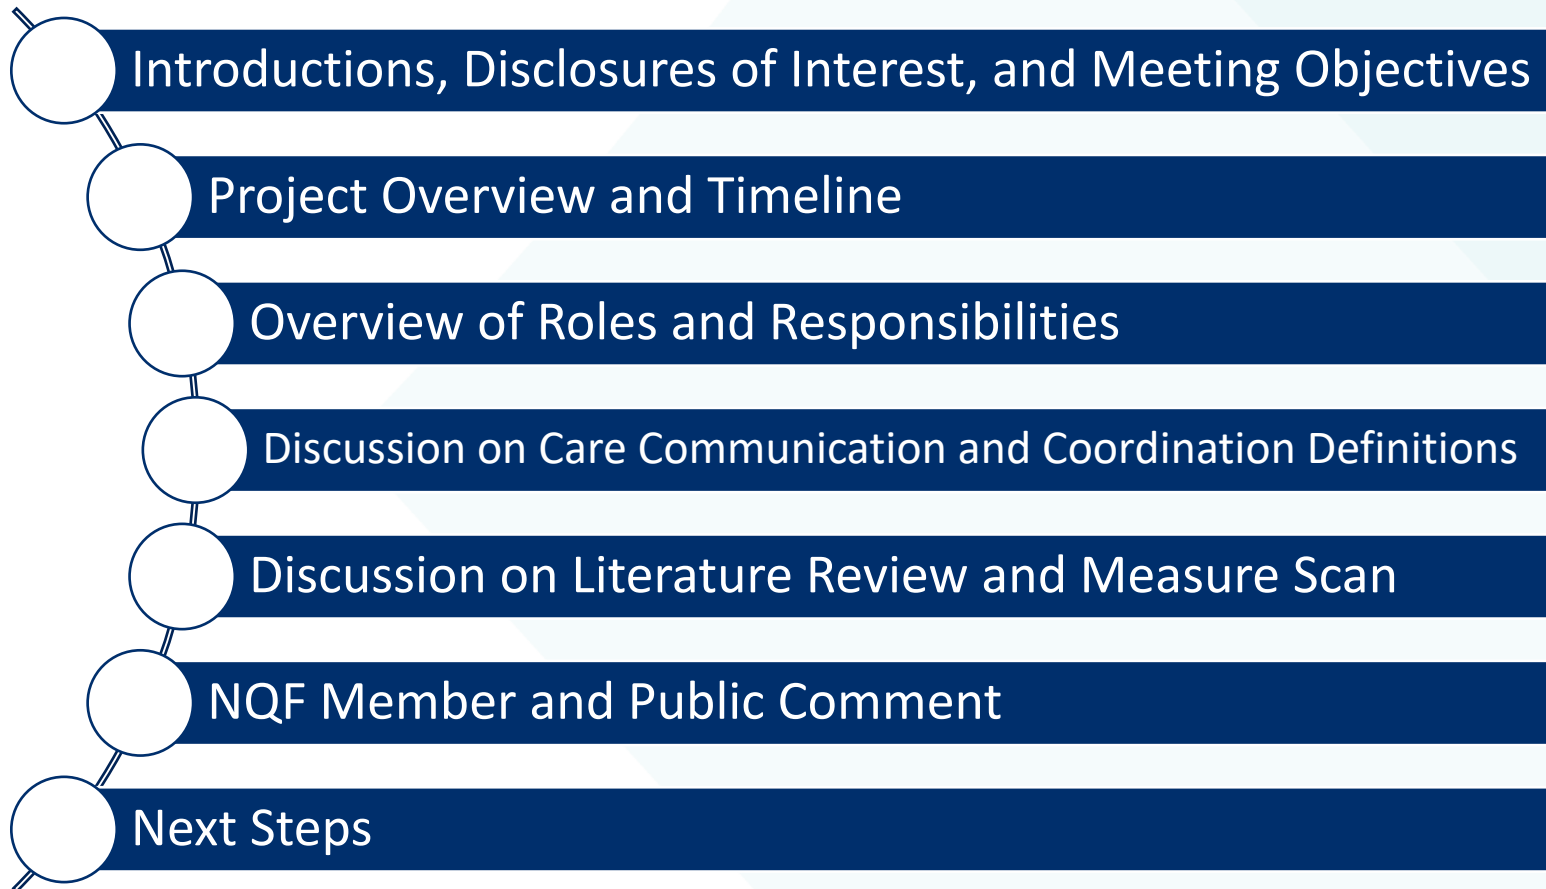 Introductions, Disclosures of Interest, and Meeting Objectives
Project Overview and Timeline
Overview of Roles and Responsibilities
Discussion on Care Communication and Coordination Definitions
Discussion on Literature Review and Measure Scan
NQF Member and Public Comment
Next Steps